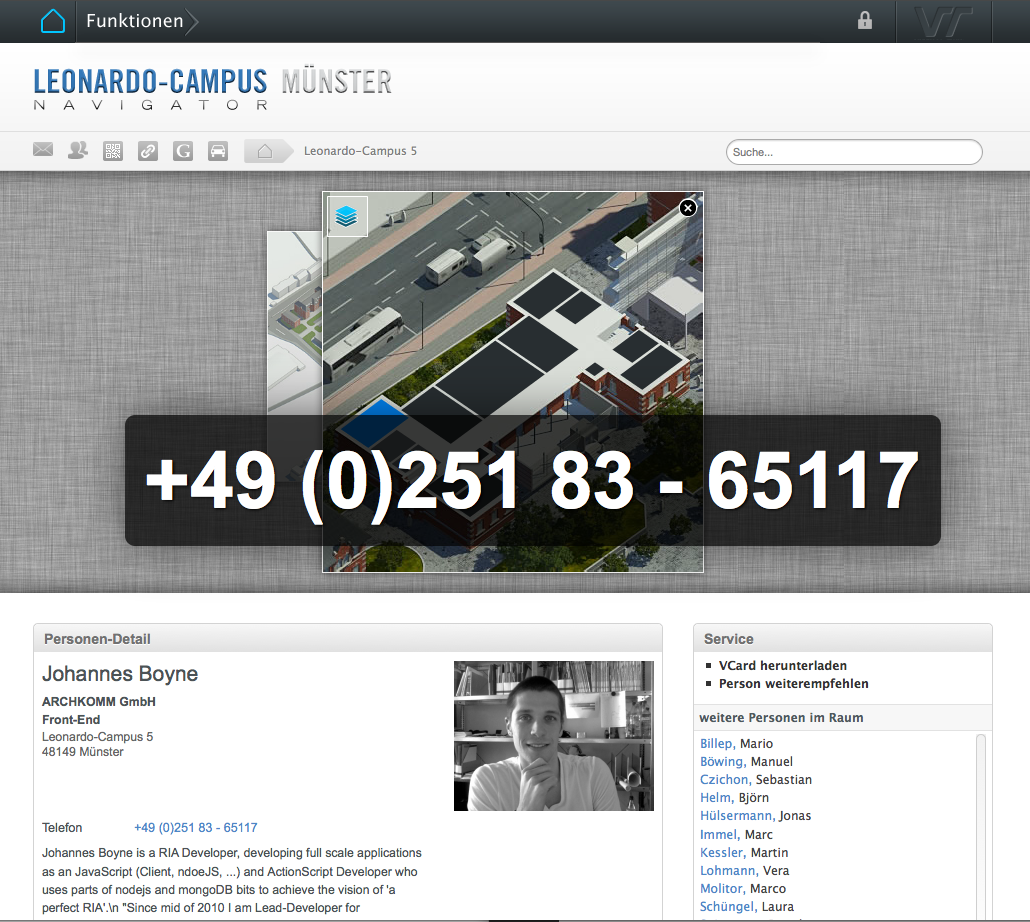 Funktionen
LEONARDO-CAMPUS MÜNSTER
NAVIGATOR
Leonardo-Campus 5
Suche...
+49 (0)251 83 - 65117
Personen-Detail
Johannes Boyne
ARCHKOMM GmbH
Front-End
Leonardo-Campus 5
48149 Münster
Telefon +49 (0)251 83 - 65117
Johannes Boyne is a RIA Developer, developing full scale applications
as an JavaScript (Client, ndoeJS, ...) and ActionScript Developer who
uses parts of nodejs and mongoDB bits to achieve the vision of 'a
perfect RIA'.\n "Since mid of 2010 I am Lead-Developer for
Service
VCard herunterladen
Person weiterempfehlen
weitere Personen im Raum
Billep, Mario
Böwing, Manuel
Czichon, Sebastian
Helm, Björn
Hülsermann, Jonas
Immel, Marc
Kessler, Martin
Lohmann, Vera
Molitor, Marco
Schüngel, Laura